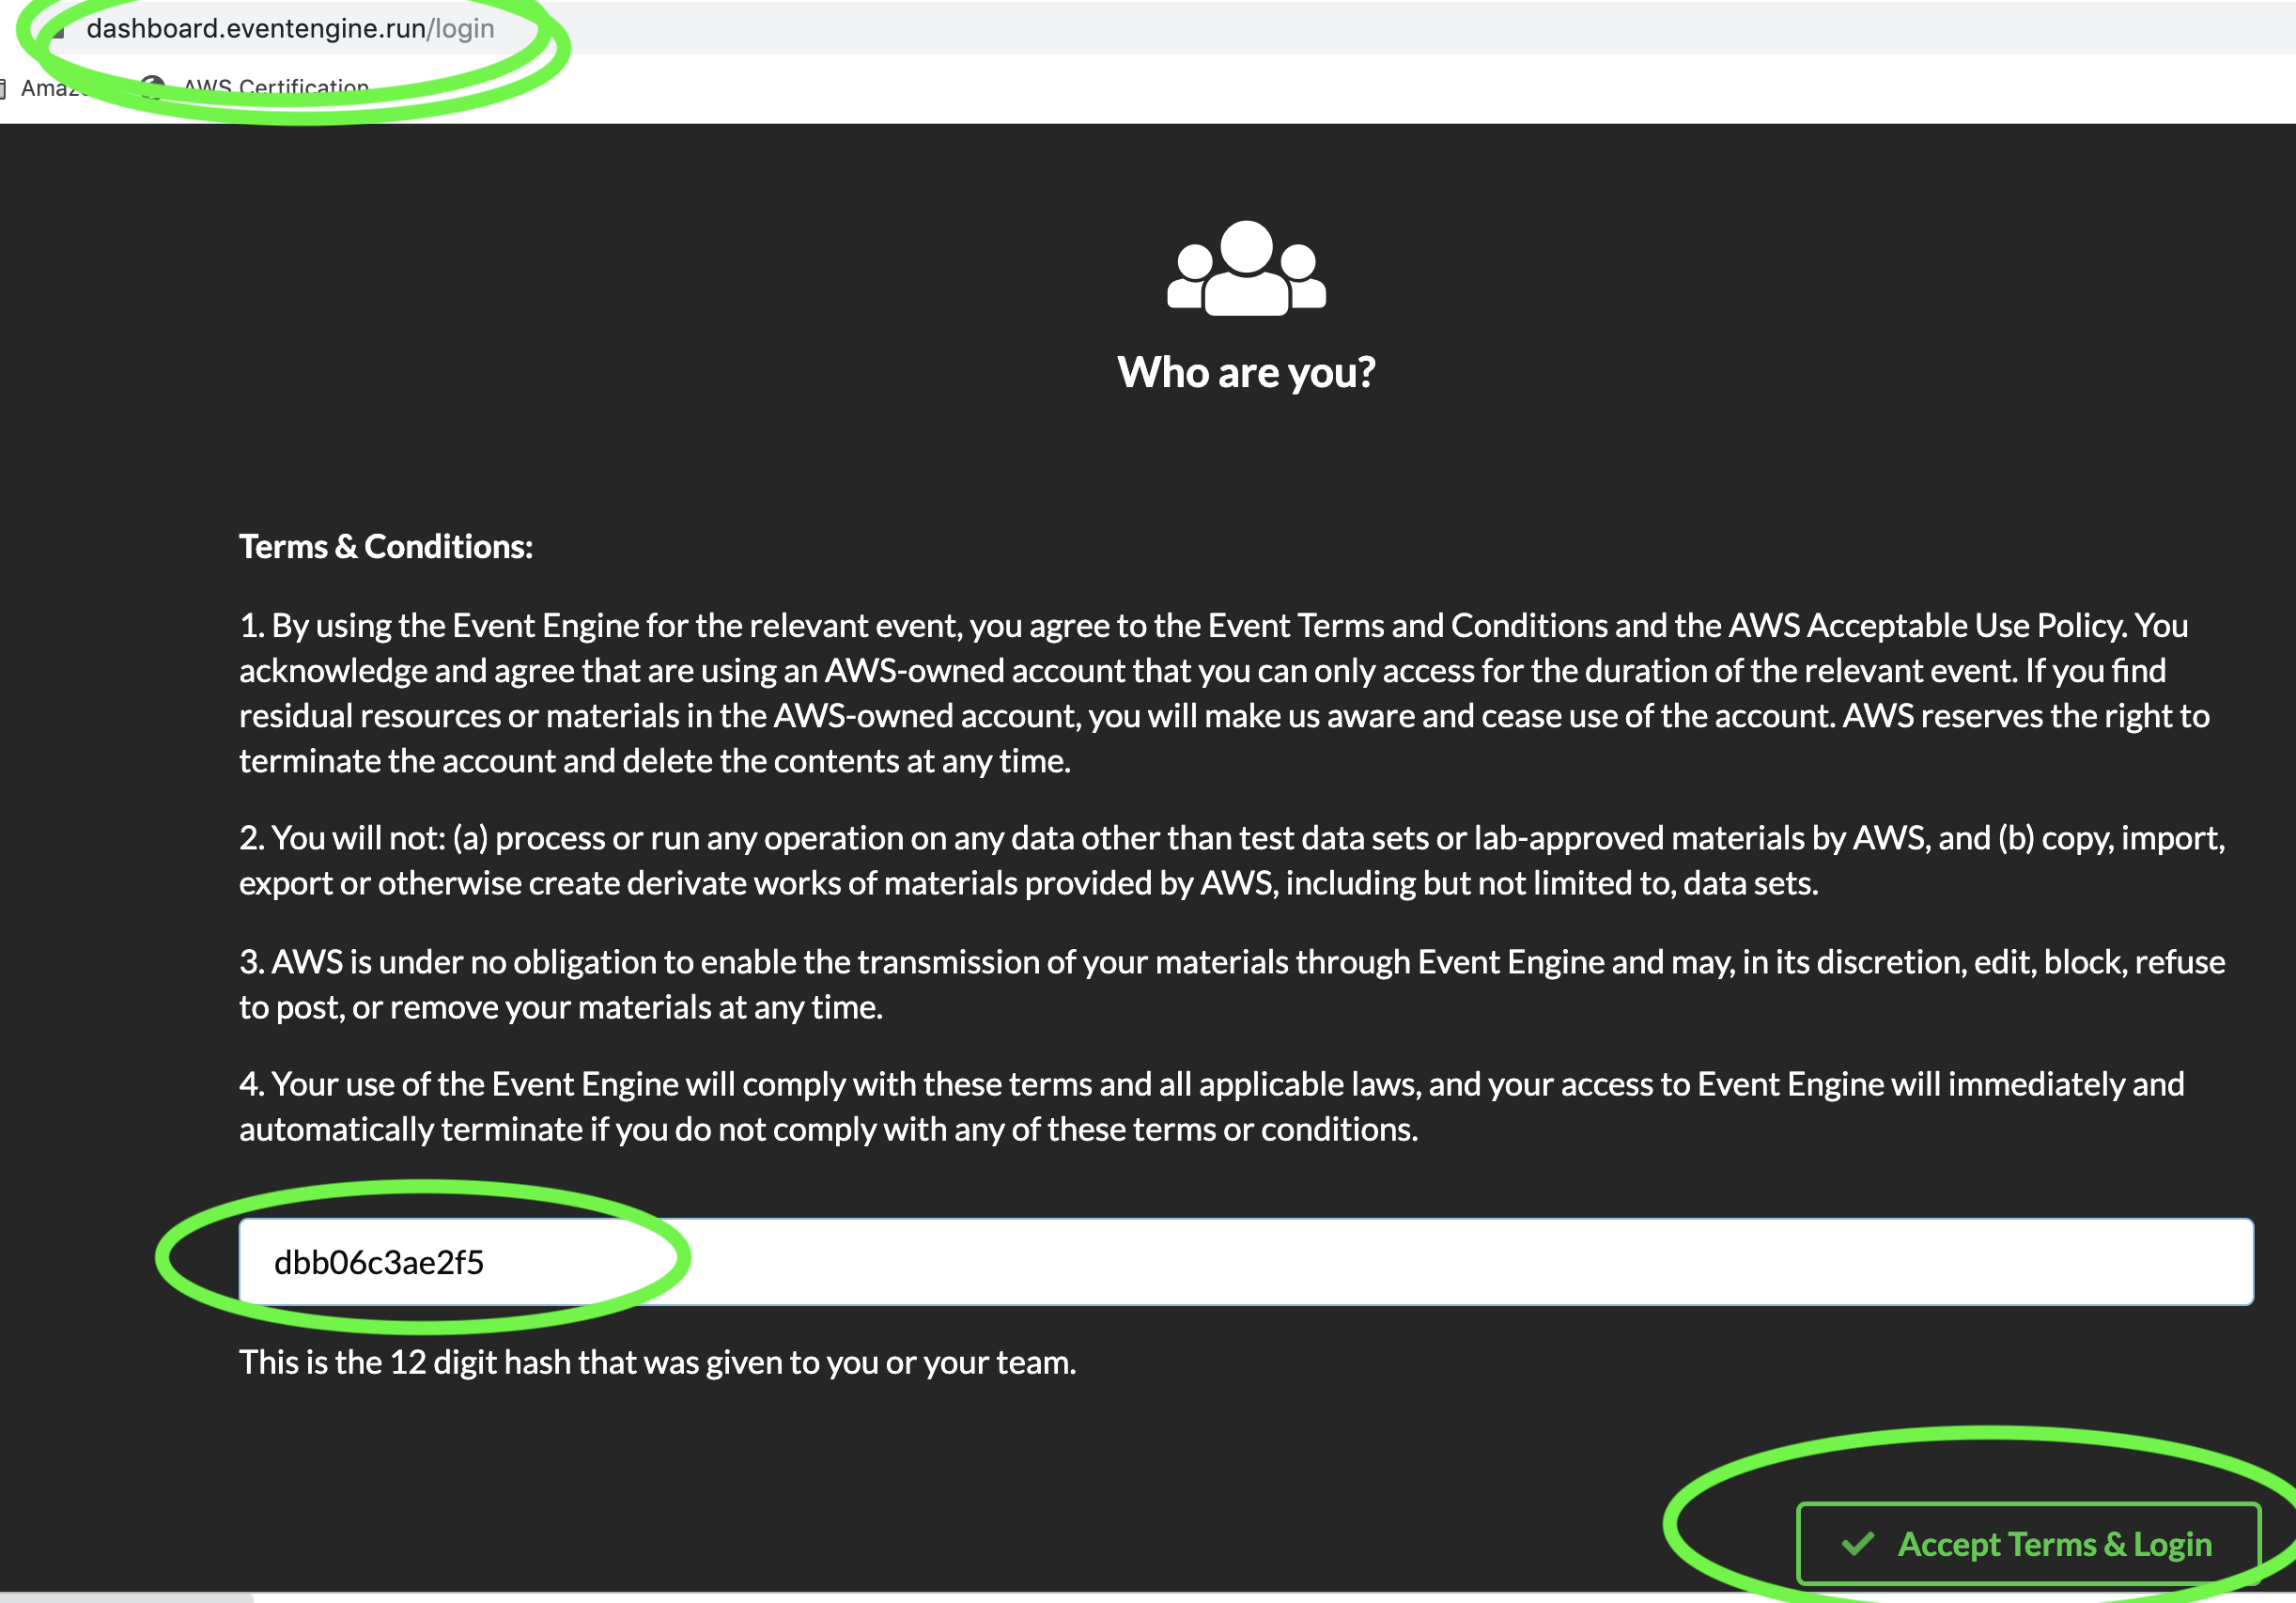 dashboard.eventengine.run/login
AWS Certification
Who are you?
Terms & Conditions:
1. By using the Event Engine for the relevant event, you agree to the Event Terms and Conditions and the AWS Acceptable Use Policy. You
acknowledge and agree that are using an AWS-owned account that you can only access for the duration of the relevant event. If you find
residual resources or materials in the AWS-owned account, you will make us aware and cease use of the account. AWS reserves the right to
terminate the account and delete the contents at any time.
2. You will not: (a) process or run any operation on any data other than test data sets or lab-approved materials by AWS, and (b) copy, import,
export or otherwise create derivate works of materials provided by AWS, including but not limited to, data sets.
3. AWS is under no obligation to enable the transmission of your materials through Event Engine and may, in its discretion, edit, block, refuse
to post, or remove your materials at any time.
4. Your use of the Event Engine will comply with these terms and all applicable laws, and your access to Event Engine will immediately and
automatically terminate if you do not comply with any of these terms or conditions.
dbb06c3ae2f5
This is the 12 digit hash that was given to you or your team.
Accept Terms & Login